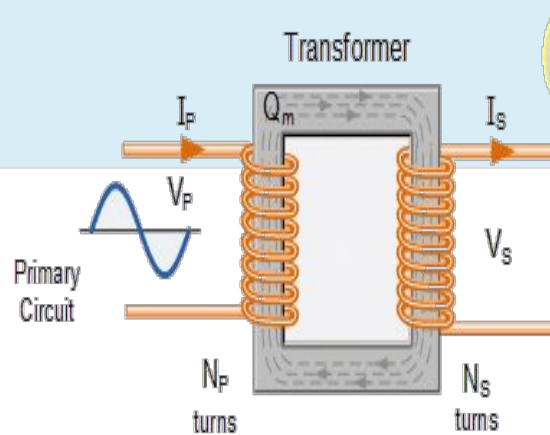 Transformer
Iₚ
Qₘ
Iₛ
Vₚ
Vₛ
Primary
Circuit
Nₚ
turns
Nₛ
turns